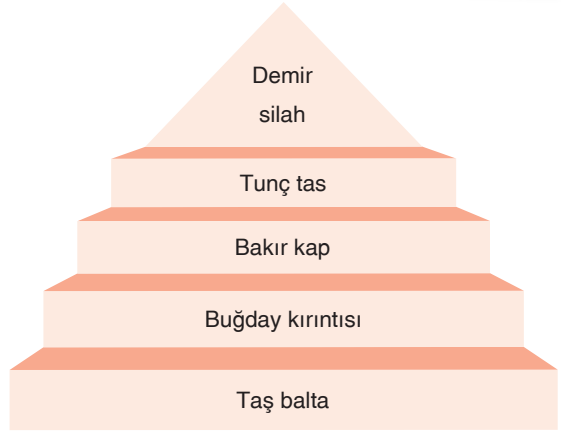 Demir
silah
Tunç tas
Bakır kap
Buğday kırıntısı
Taş balta